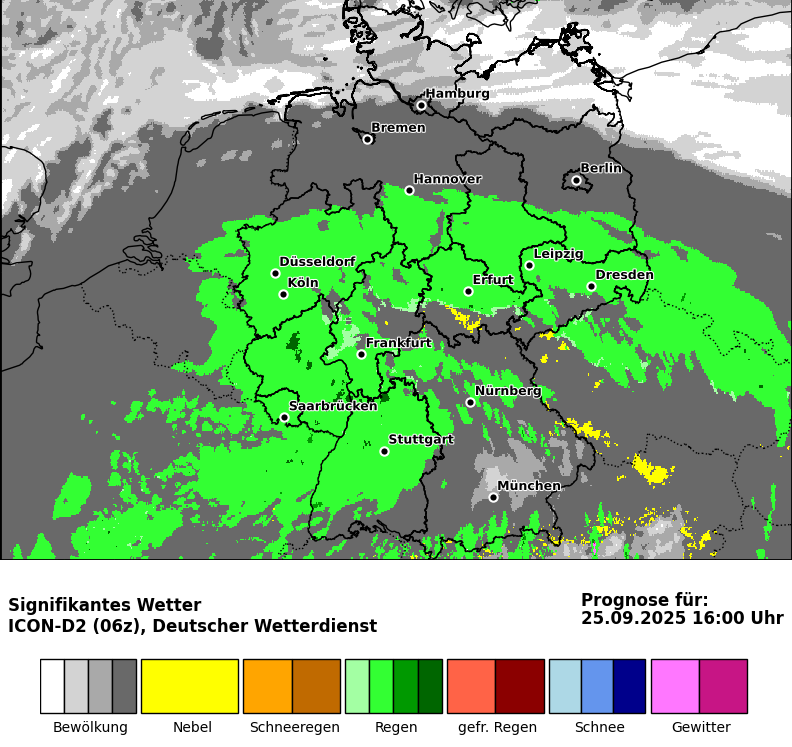 Hamburg
Bremen
Berlin
Hannover
Leipzig
Düsseldorf
Dresden
Köln
Erfurt
Frankfurt
Nürnberg
Saarbrücken
Stuttgart
München
Signifikantes Wetter
ICON-D2 (06z), Deutscher Wetterdienst
Prognose für:
25.09.2025 16:00 Uhr
Bewölkung
Nebel
Schneeregen
Regen
gefr. Regen
Schnee
Gewitter